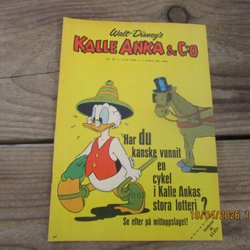 Walt Disney's
KALLE ANKA & C:O
Har du
kanske vunnit
en
cykel
i Kalle Ankas
stora lotteri ?
Se efter på mittuppslaget!